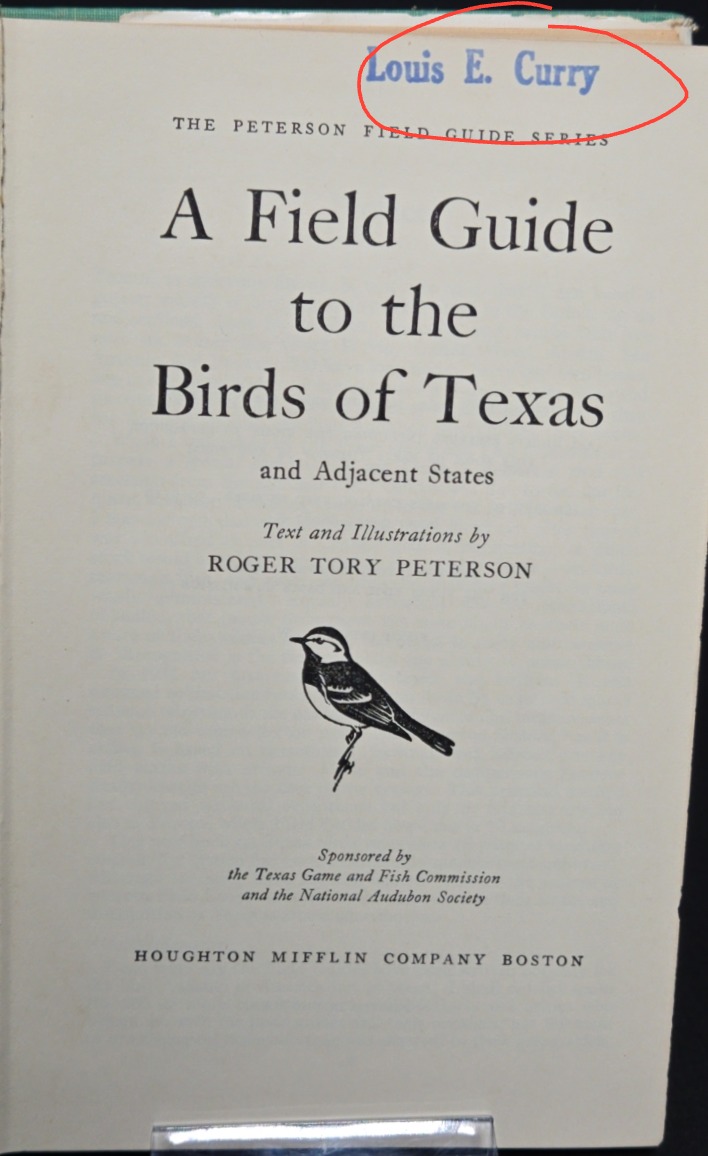 Louis E. Curry
THE PETERSON FIELD GUIDE SERIES
A Field Guide
to the
Birds of Texas
and Adjacent States
Text and Illustrations by
ROGER TORY PETERSON
Sponsored by
the Texas Game and Fish Commission
and the National Audubon Society
HOUGHTON MIFFLIN COMPANY BOSTON